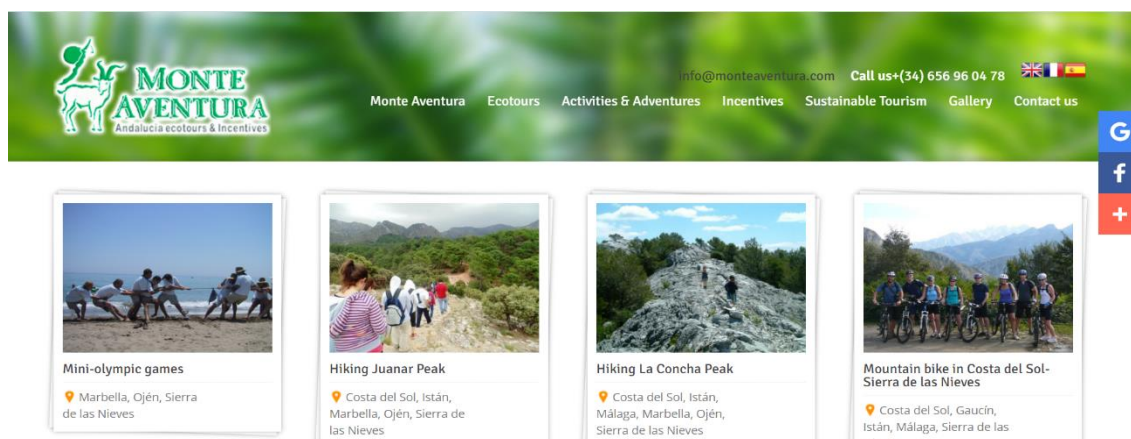 MONTE
AVENTURA
Andalucia ecotours & Incentives
info@monteaventura.com Call us+(34) 656 96 04 78
Monte Aventura Ecotours Activities & Adventures Incentives Sustainable Tourism Gallery Contact us
G
f
+
Mini-olympic games
Marbella, Ojén, Sierra
de las Nieves
Hiking Juanar Peak
Costa del Sol, Istán,
Marbella, Ojén, Sierra de
las Nieves
Hiking La Concha Peak
Costa del Sol, Istán,
Málaga, Marbella, Ojén,
Sierra de las Nieves
Mountain bike in Costa del Sol-
Sierra de las Nieves
Costa del Sol, Gaucín,
Istán, Málaga, Sierra de las